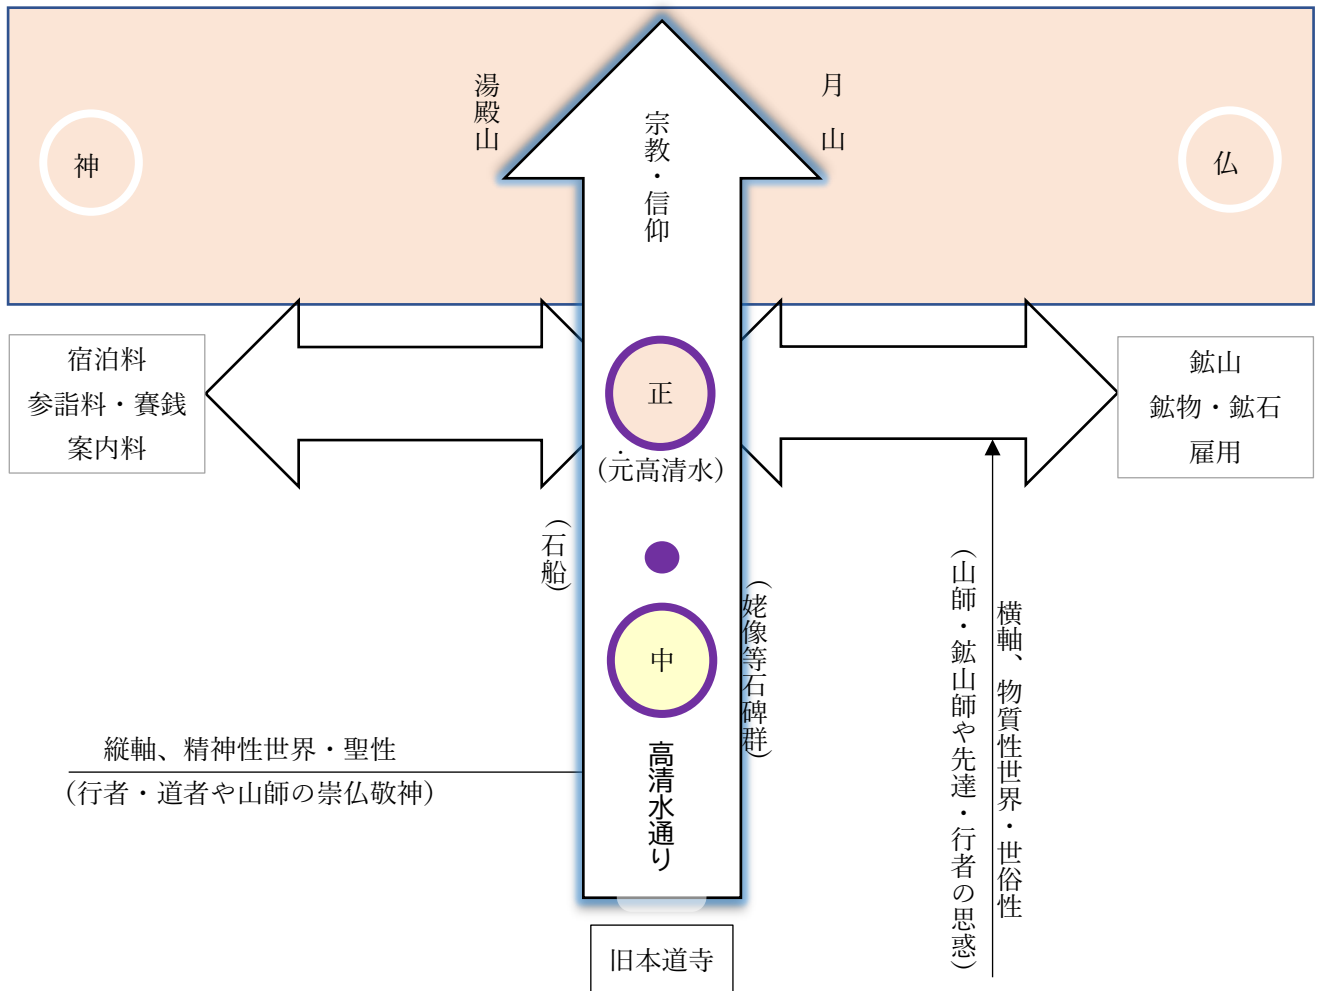 湯殿山
月山
宗教・信仰
神
仏
宿泊料
参詣料・賽銭
案内料
正
(元高清水)
鉱山
鉱物・鉱石
雇用
(石船)
(姥像等石碑群)
中
高清水通り
縦軸、精神性世界・聖性
(行者・道者や山師の崇仏敬神)
横軸、物質性世界・世俗性
(山師・鉱山師や先達・行者の思惑)
旧本道寺